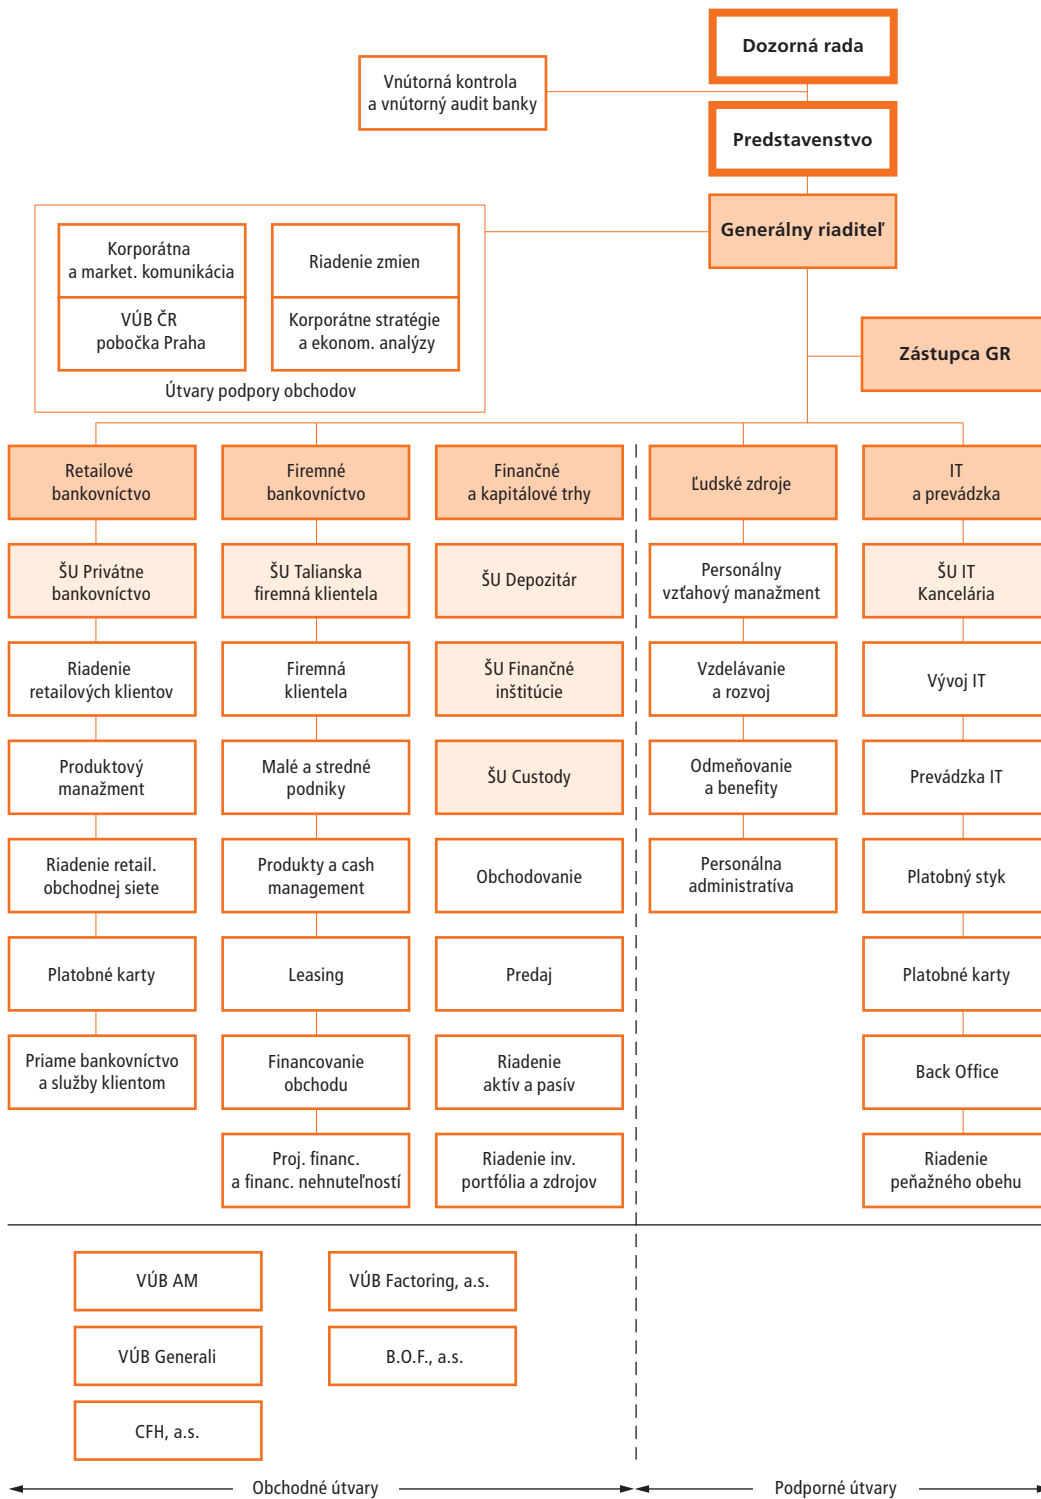 Dozorná rada
Vnútorná kontrola
a vnútorný audit banky
Predstavenstvo
Generálny riaditeľ
Korporátna
a market. komunikácia
Riadenie zmien
VÚB ČR
pobočka Praha
Korporátne stratégie
a ekonom. analýzy
Útvary podpory obchodov
Zástupca GR
Retailové
bankovníctvo
Firemné
bankovníctvo
Finančné
a kapitálové trhy
Ľudské zdroje
IT
a prevádzka
ŠU Privátne
bankovníctvo
ŠU Talianska
firemná klientela
ŠU Depozitár
Personálny
vzťahový manažment
ŠU IT
Kancelária
Riadenie
retailových klientov
Firemná
klientela
ŠU Finančné
inštitúcie
Vzdelávanie
a rozvoj
Vývoj IT
Produktový
manažment
Malé a stredné
podniky
ŠU Custody
Odmeňovanie
a benefity
Prevádzka IT
Riadenie retail.
obchodnej siete
Produkty a cash
management
Obchodovanie
Personálna
administratíva
Platobný styk
Platobné karty
Leasing
Predaj
Platobné karty
Priame bankovníctvo
a služby klientom
Financovanie
obchodu
Riadenie
aktív a pasív
Back Office
Proj. financ.
a financ. nehnuteľností
Riadenie inv.
portfólia a zdrojov
Riadenie
peňažného obehu
VÚB AM
VÚB Factoring, a.s.
VÚB Generali
B.O.F., a.s.
CFH, a.s.
Obchodné útvary
Podporné útvary